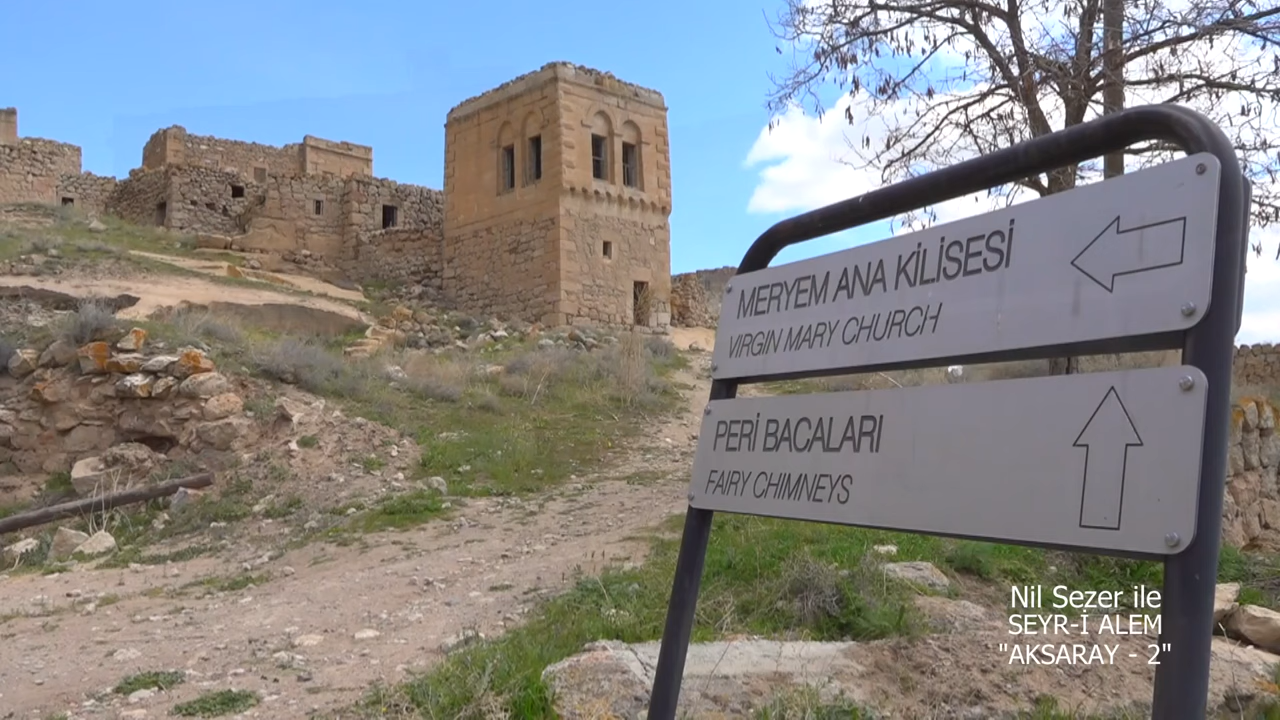 MERYEM ANA KİLİSESİ
VIRGIN MARY CHURCH
PERİ BACALARI
FAIRY CHIMNEYS
Nil Sezer ile
SEYR-İ ALEM
"AKSARAY - 2"